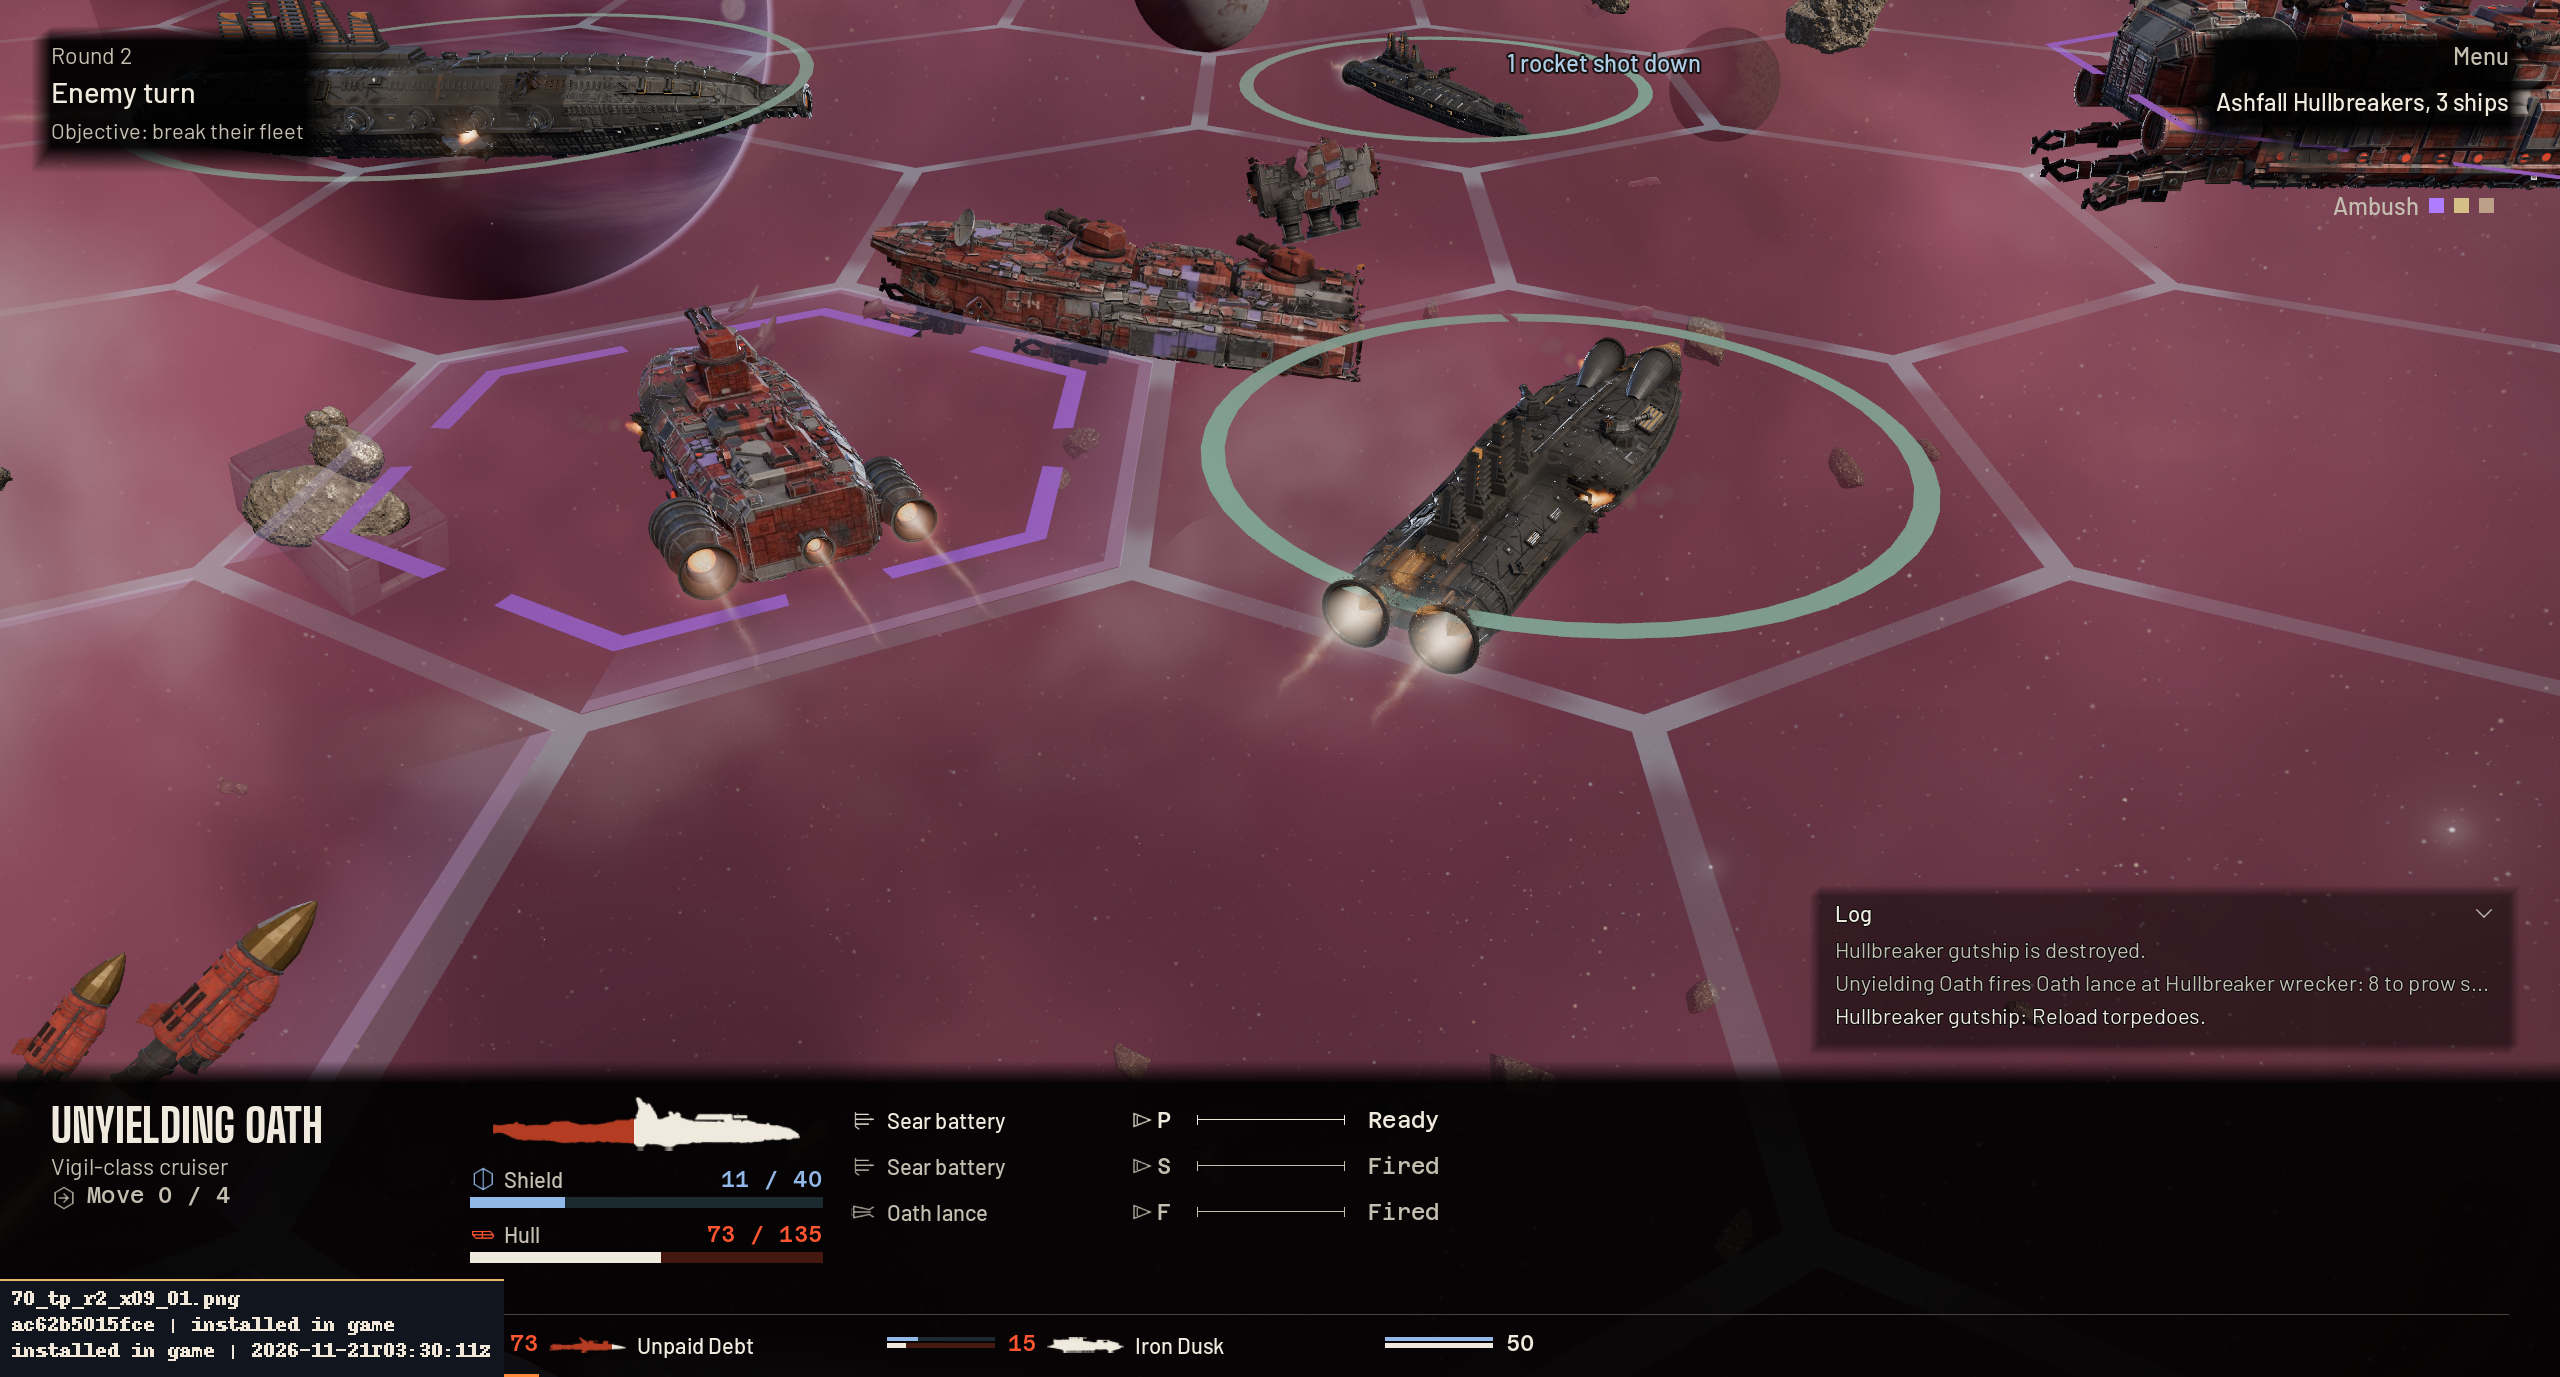 Round 2
Enemy turn
Objective: break their fleet
1 rocket shot down
Menu
Ashfall Hullbreakers, 3 ships
Ambush
Log
Hullbreaker gutship is destroyed.
Unyielding Oath fires Oath lance at Hullbreaker wrecker: 8 to prow s...
Hullbreaker gutship: Reload torpedoes.
UNYIELDING OATH
Vigil-class cruiser
Move 0 / 4
Shield 11 / 40
Hull 73 / 135
Sear battery P Ready
Sear battery S Fired
Oath lance F Fired
70_tp_r2_x09_01.png
ac62b5015fce | installed in game
installed in game | 2026-11-21T03:30:11Z
73 Unpaid Debt 15 Iron Dusk 50